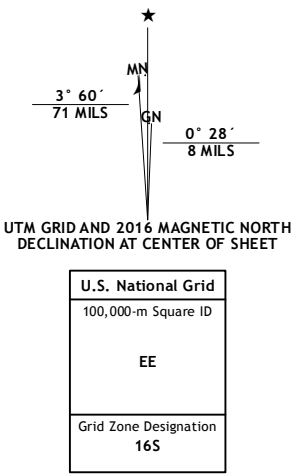 ★
MN
GN
3° 60´
71 MILS
0° 28´
8 MILS
UTM GRID AND 2016 MAGNETIC NORTH
DECLINATION AT CENTER OF SHEET
U.S. National Grid
100,000-m Square ID
EE
Grid Zone Designation
16S